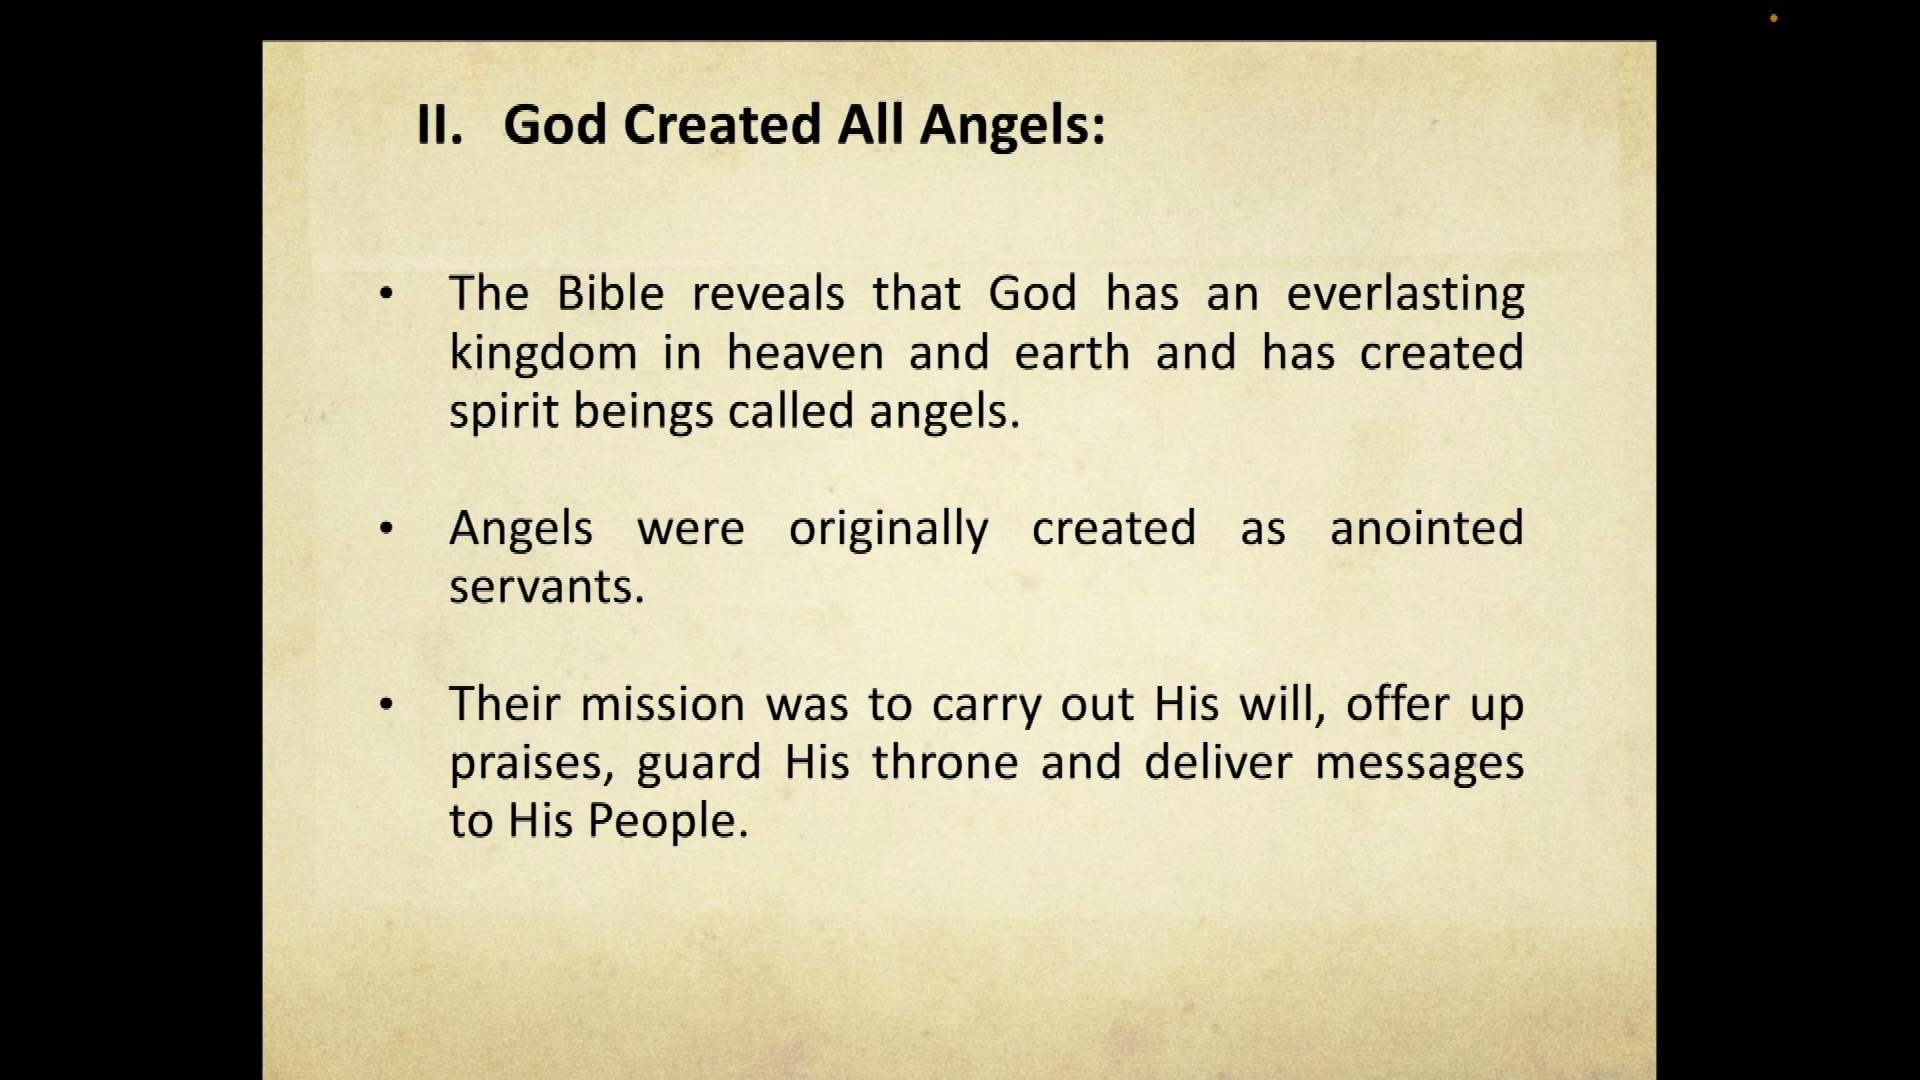 II. God Created All Angels:
• The Bible reveals that God has an everlasting
kingdom in heaven and earth and has created
spirit beings called angels.
• Angels were originally created as anointed
servants.
• Their mission was to carry out His will, offer up
praises, guard His throne and deliver messages
to His People.